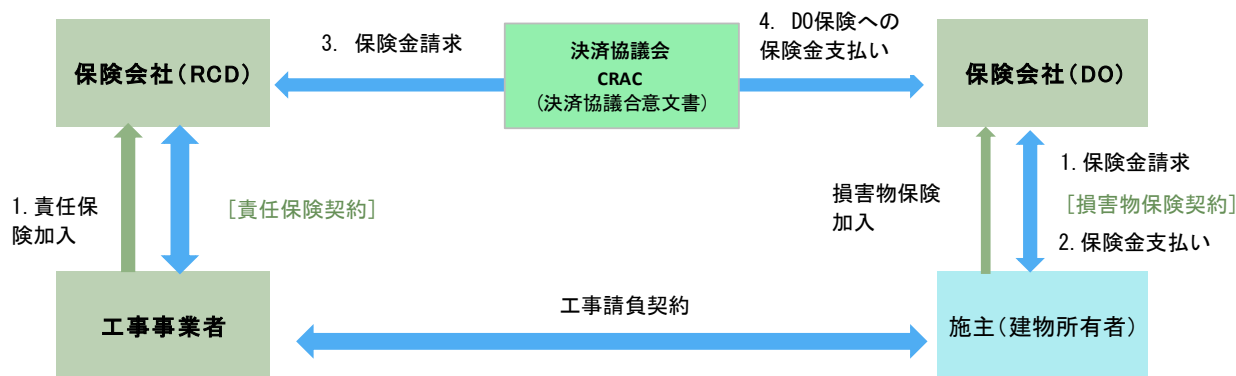 3. 保険金請求
4. DO保険への
保険金支払い
保険会社(RCD)
決済協議会
CRAC
(決済協議合意文書)
保険会社(DO)
1.責任保
険加入
[責任保険契約]
損害物保険
加入
1.保険金請求
[損害物保険契約]
2.保険金支払い
工事事業者
工事請負契約
施主(建物所有者)